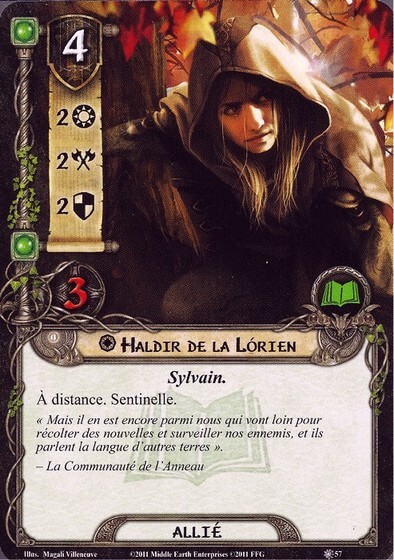 4
2
2
2
3
HALDIR DE LA LÓRIEN
Sylvain.
À distance. Sentinelle.
« Mais il en est encore parmi nous qui vont loin pour
récolter des nouvelles et surveiller nos ennemis, et ils
parlent la langue d'autres terres ».
– La Communauté de l'Anneau
ALLIÉ
Illus. Magali Villeneuve ©2011 Middle Earth Enterprises ©2011 FFG 57